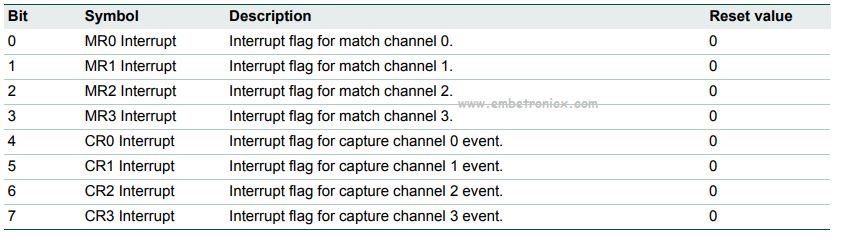 Bit Symbol Description Reset value
0 MR0 Interrupt Interrupt flag for match channel 0. 0
1 MR1 Interrupt Interrupt flag for match channel 1. 0
2 MR2 Interrupt Interrupt flag for match channel 2. 0
www.embetronicx.com
3 MR3 Interrupt Interrupt flag for match channel 3. 0
4 CR0 Interrupt Interrupt flag for capture channel 0 event. 0
5 CR1 Interrupt Interrupt flag for capture channel 1 event. 0
6 CR2 Interrupt Interrupt flag for capture channel 2 event. 0
7 CR3 Interrupt Interrupt flag for capture channel 3 event. 0